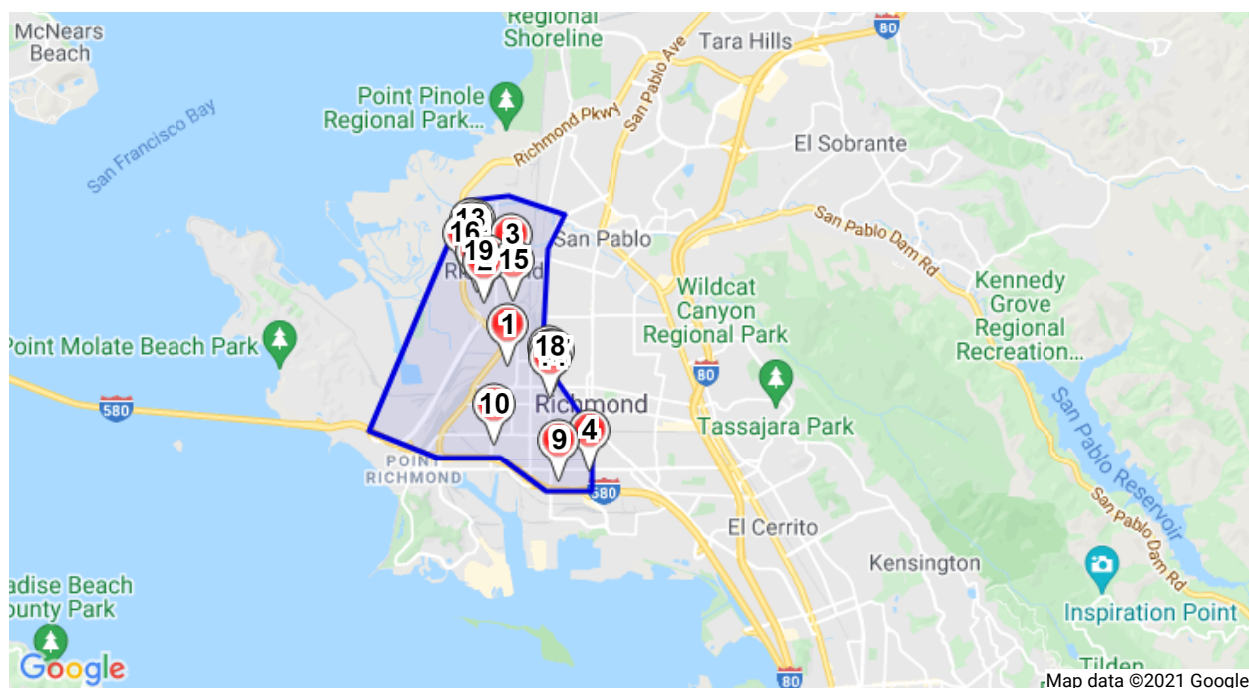 McNears
Beach
Regional
Shoreline
80
Tara Hills
San Pablo Ave
Point Pinole
Regional Park...
Richmond Pkwy
San Francisco Bay
El Sobrante
San Pablo Dam Rd
13
16
3
San Pablo
19
15
Wildcat
Canyon
Regional Park
Kennedy
Grove
Regional
Recreation...
1
Point Molate Beach Park
18
80
580
10
Richmond
Tassajara Park
9
4
POINT
RICHMOND
580
San Pablo Reservoir
San Pablo Dam Rd
El Cerrito
Kensington
adise Beach
ounty Park
Inspiration Point
Google
80
Tilden
Map data ©2021 Google